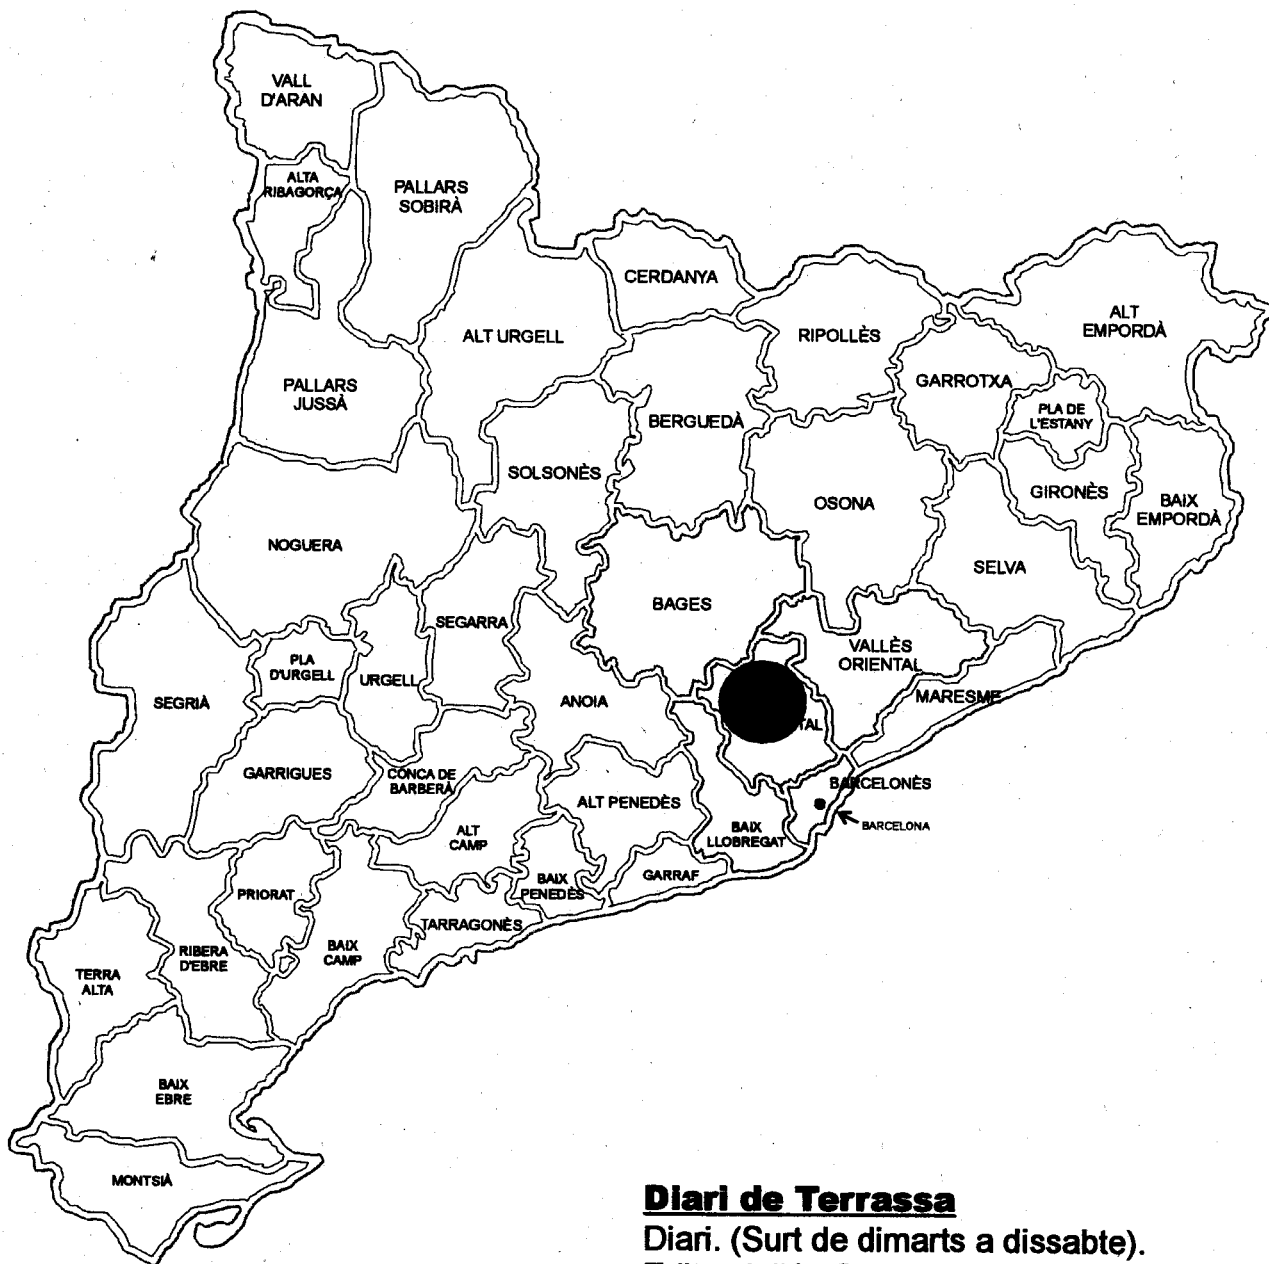 VALL
D'ARAN
ALTA
RIBAGORÇA
PALLARS
SOBIRÀ
CERDANYA
ALT URGELL
RIPOLLÈS
ALT
EMPORDÀ
PALLARS
JUSSÀ
GARROTXA
PLA DE
L'ESTANY
BERGUEDÀ
SOLSONÈS
GIRONÈS
OSONA
BAIX
EMPORDÀ
NOGUERA
SELVA
BAGES
SEGARRA
VALLÈS
ORIENTAL
PLA
D'URGELL
URGELL
SEGRIÀ
ANOIA
MARESME
TAL
GARRIGUES
CONCA DE
BARBERÀ
BARCELONÈS
ALT PENEDÈS
BARCELONA
ALT
CAMP
BAIX
LLOBREGAT
GARRAF
PRIORAT
BAIX
PENEDÈS
TARRAGONÈS
RIBERA
D'EBRE
BAIX
CAMP
TERRA
ALTA
BAIX
EBRE
MONTSIÀ
Diari de Terrassa
Diari. (Surt de dimarts a dissabte).